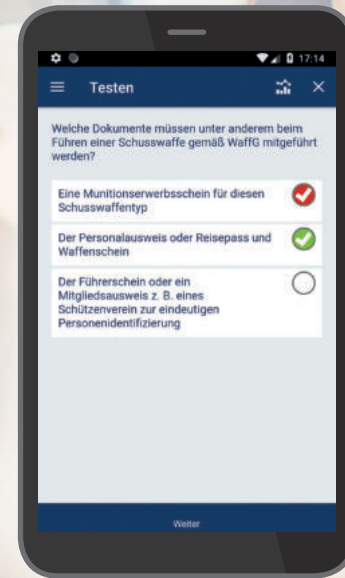 17:14
Testen
Welche Dokumente müssen unter anderem beim
Führen einer Schusswaffe gemäß WaffG mitgeführt
werden?
Eine Munitionserwerbsschein für diesen
Schusswaffentyp
Der Personalausweis oder Reisepass und
Waffenschein
Der Führerschein oder ein
Mitgliedsausweis z. B. eines
Schützenverein zur eindeutigen
Personenidentifizierung
Weiter